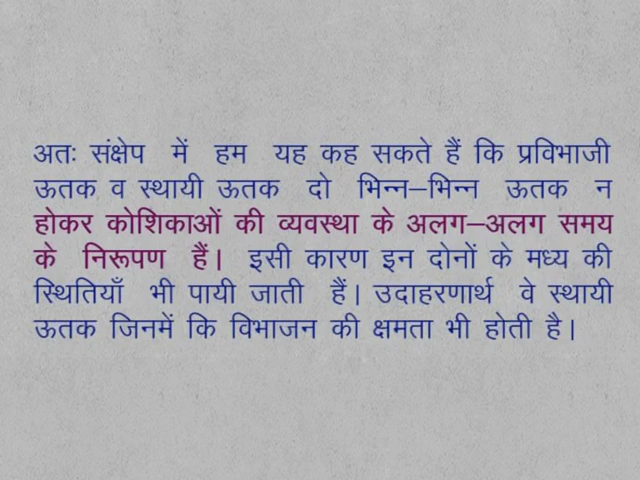 अतः संक्षेप में हम यह कह सकते हैं कि प्रविभाजी
ऊतक व स्थायी ऊतक दो भिन्न–भिन्न ऊतक न
होकर कोशिकाओं की व्यवस्था के अलग–अलग समय
के निरूपण हैं। इसी कारण इन दोनों के मध्य की
स्थितियाँ भी पायी जाती हैं। उदाहरणार्थ वे स्थायी
ऊतक जिनमें कि विभाजन की क्षमता भी होती है।